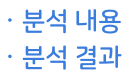 · 분석 내용
· 분석 결과